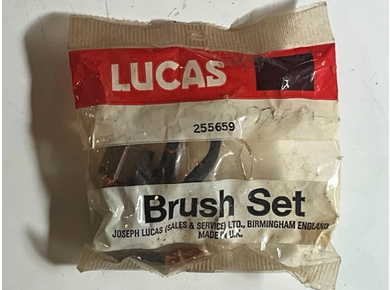 LUCAS
255659
Brush Set
JOSEPH LUCAS (SALES & SERVICE) LTD., BIRMINGHAM ENGLAND
MADE IN U.K.